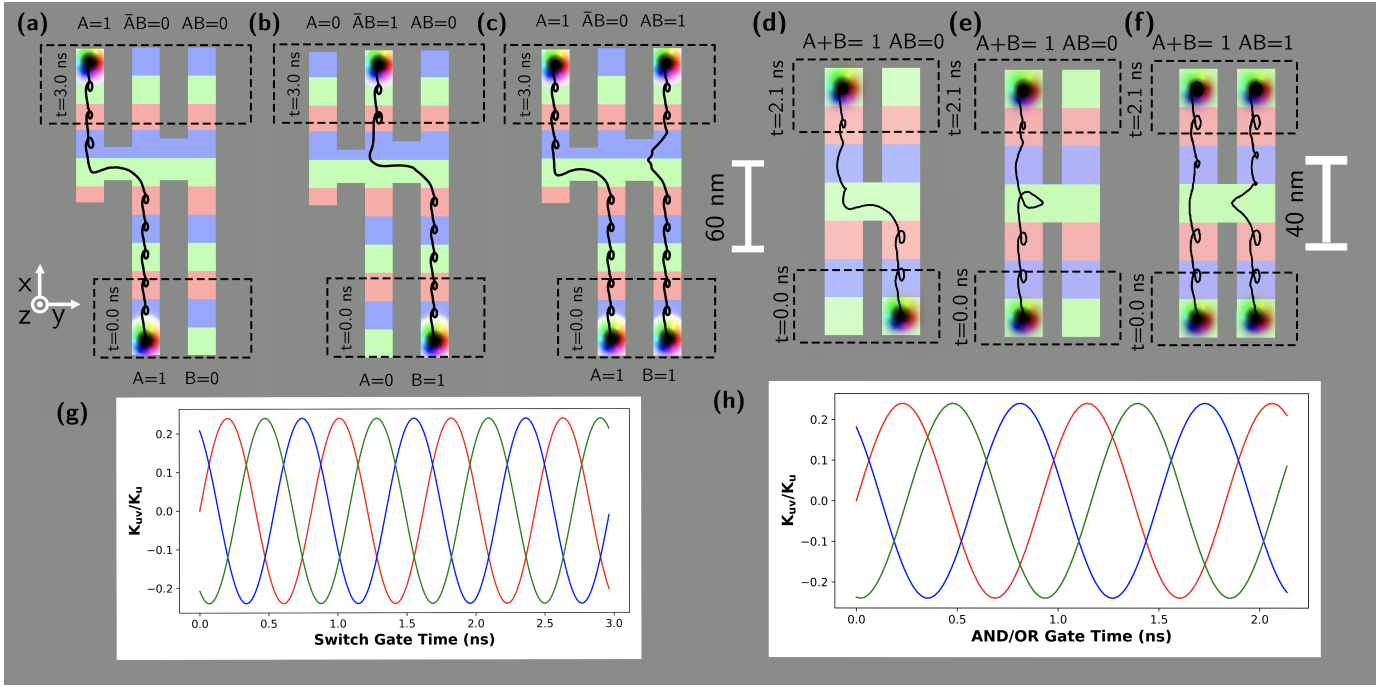 (a)
A=1 A̅B=0 AB=0
t=3.0 ns
t=0.0 ns
A=1 B=0
x
z
y
(b)
A=0 A̅B=1 AB=0
t=3.0 ns
t=0.0 ns
A=0 B=1
(c)
A=1 A̅B=0 AB=1
t=3.0 ns
t=0.0 ns
A=1 B=1
60 nm
(d)
A+B= 1 AB=0
t=2.1 ns
t=0.0 ns
(e)
A+B= 1 AB=0
t=2.1 ns
t=0.0 ns
(f)
A+B= 1 AB=1
t=2.1 ns
t=0.0 ns
40 nm
(g)
Kuv/Ku
0.2
0.1
0.0
−0.1
−0.2
0.0 0.5 1.0 1.5 2.0 2.5 3.0
Switch Gate Time (ns)
(h)
Kuv/Ku
0.2
0.1
0.0
−0.1
−0.2
0.0 0.5 1.0 1.5 2.0
AND/OR Gate Time (ns)